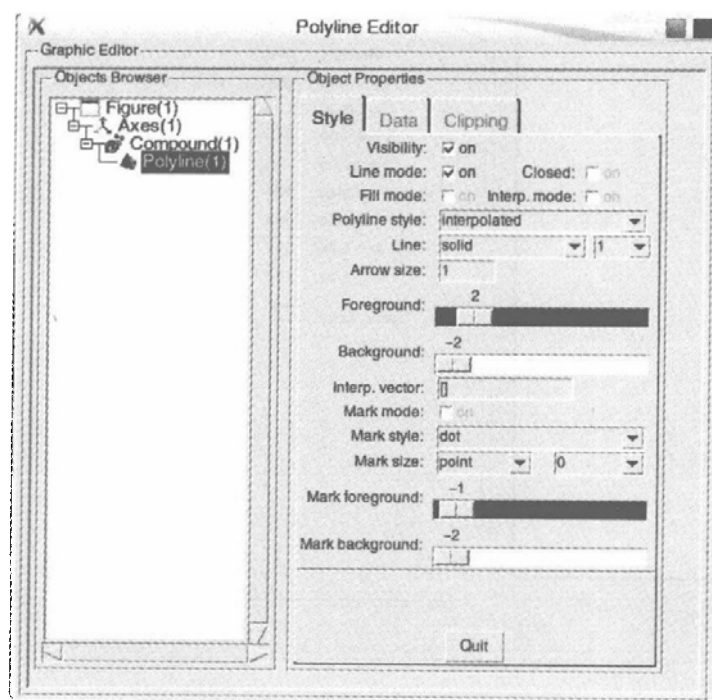 Polyline Editor
Graphic Editor
Objects Browser
Figure(1)
Axes(1)
Compound(1)
Polyline(1)
Object Properties
Style Data Clipping
Visibility: on
Line mode: on Closed: on
Fill mode: on Interp. mode: on
Polyline style: interpolated
Line: solid 1
Arrow size: 1
Foreground: 2
Background: -2
Interp. vector: []
Mark mode: on
Mark style: dot
Mark size: point 0
Mark foreground: -1
Mark background: -2
Quit